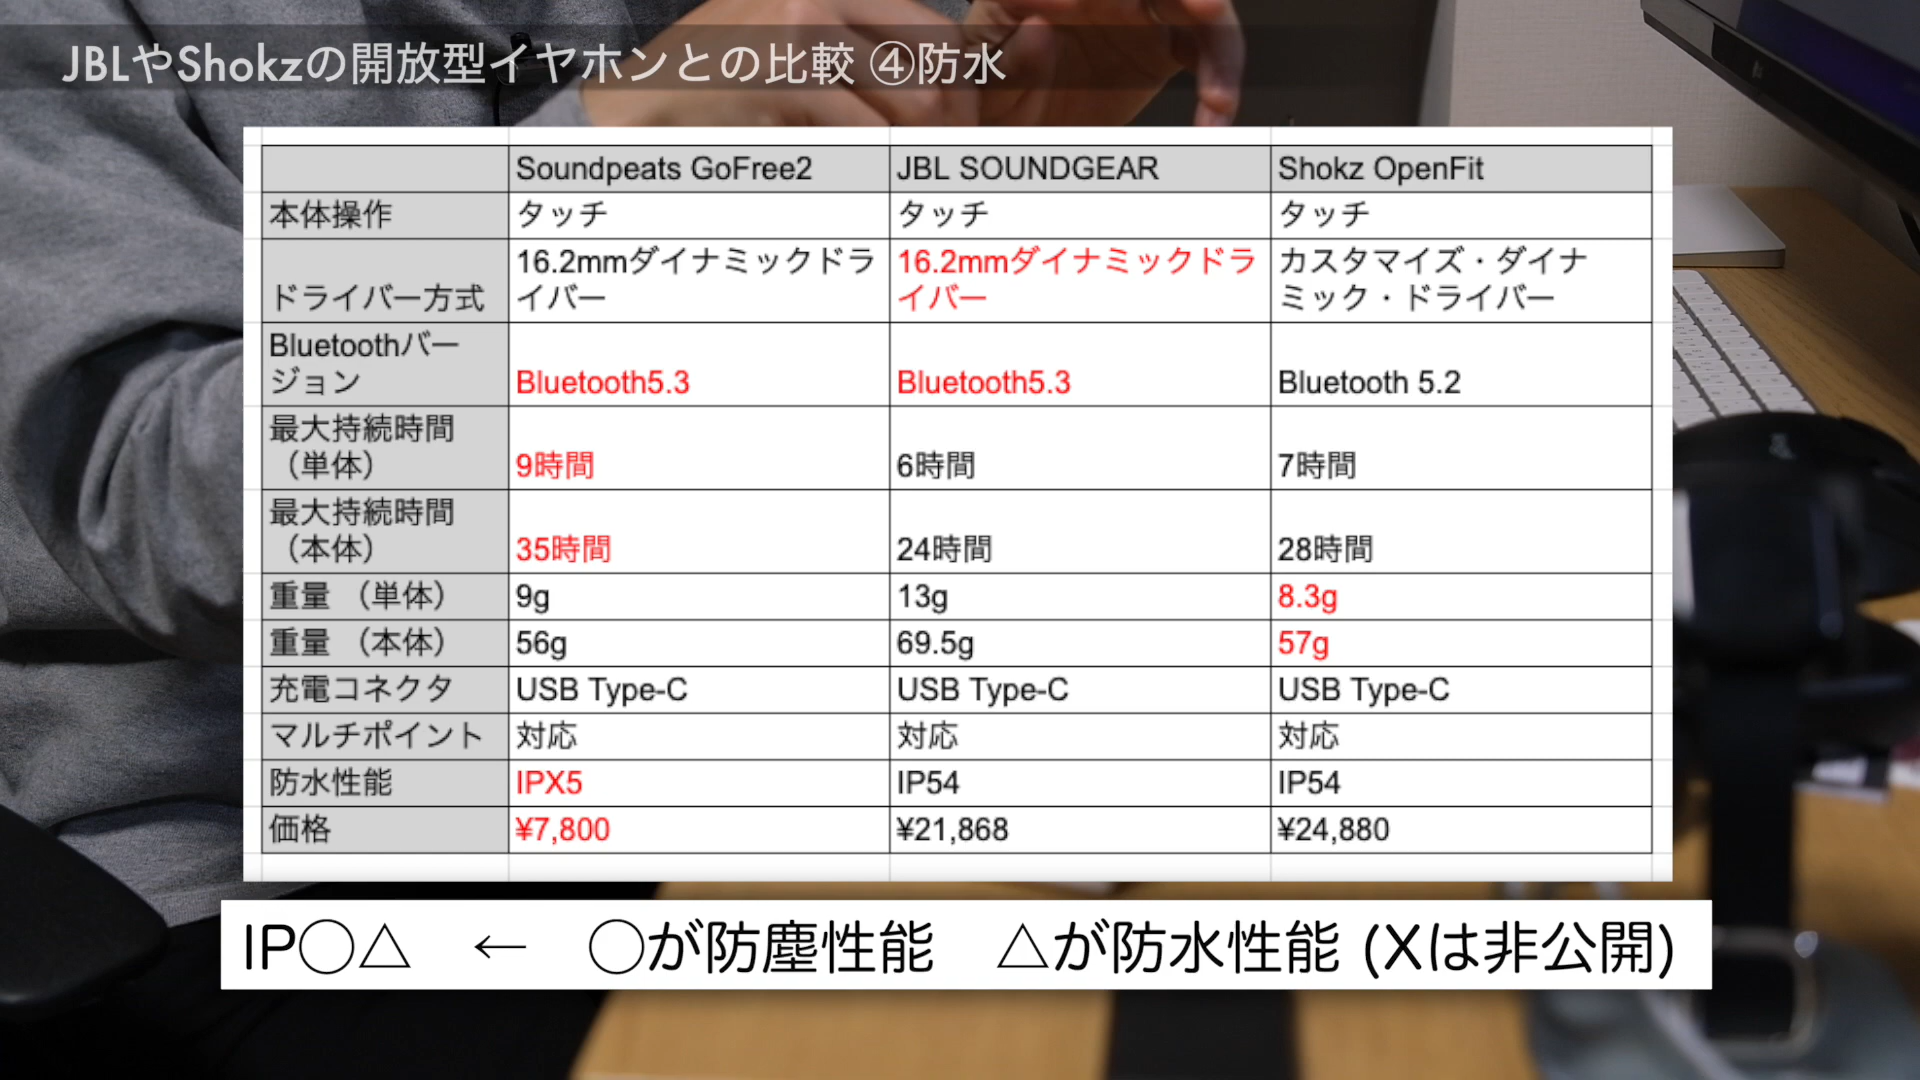 JBLやShokzの開放型イヤホンとの比較 ④防水
Soundpeats GoFree2 JBL SOUNDGEAR Shokz OpenFit
本体操作 タッチ タッチ タッチ
ドライバー方式 16.2mmダイナミックドライバー 16.2mmダイナミックドライバー カスタマイズ・ダイナミック・ドライバー
Bluetoothバージョン Bluetooth5.3 Bluetooth5.3 Bluetooth 5.2
最大持続時間（単体） 9時間 6時間 7時間
最大持続時間（本体） 35時間 24時間 28時間
重量 （単体） 9g 13g 8.3g
重量 （本体） 56g 69.5g 57g
充電コネクタ USB Type-C USB Type-C USB Type-C
マルチポイント 対応 対応 対応
防水性能 IPX5 IP54 IP54
価格 ¥7,800 ¥21,868 ¥24,880
IP◯△ ← ◯が防塵性能 △が防水性能 (Xは非公開)